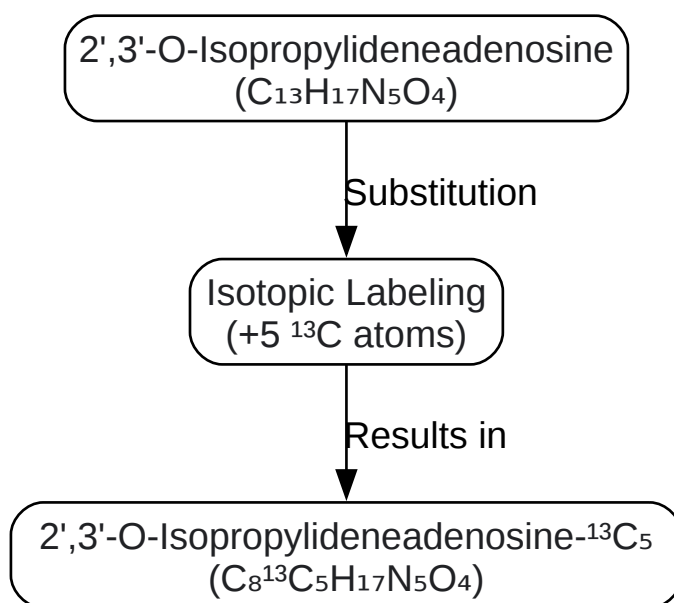 2',3'-O-Isopropylideneadenosine
(C₁₃H₁₇N₅O₄)
Substitution
Isotopic Labeling
(+5 ¹³C atoms)
Results in
2',3'-O-Isopropylideneadenosine-¹³C₅
(C₈¹³C₅H₁₇N₅O₄)